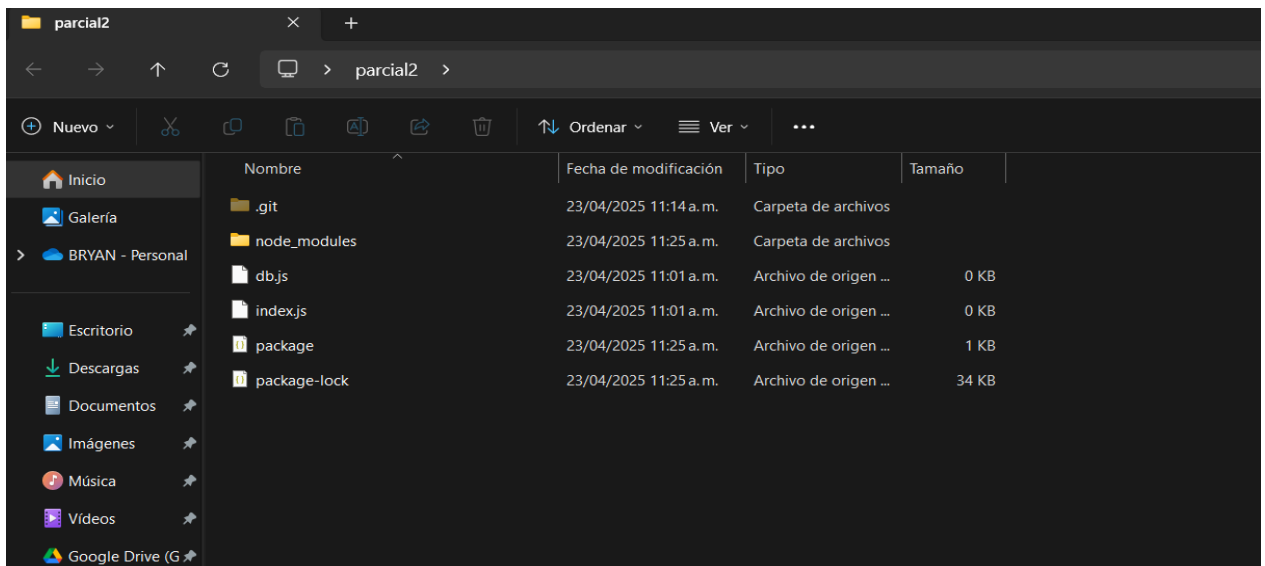 parcial2
parcial2
Nuevo
Ordenar
Ver
Nombre Fecha de modificación Tipo Tamaño
Inicio
Galería
BRYAN - Personal
Escritorio
Descargas
Documentos
Imágenes
Música
Vídeos
Google Drive (G
.git 23/04/2025 11:14 a. m. Carpeta de archivos
node_modules 23/04/2025 11:25 a. m. Carpeta de archivos
db.js 23/04/2025 11:01 a. m. Archivo de origen ... 0 KB
index.js 23/04/2025 11:01 a. m. Archivo de origen ... 0 KB
package 23/04/2025 11:25 a. m. Archivo de origen ... 1 KB
package-lock 23/04/2025 11:25 a. m. Archivo de origen ... 34 KB